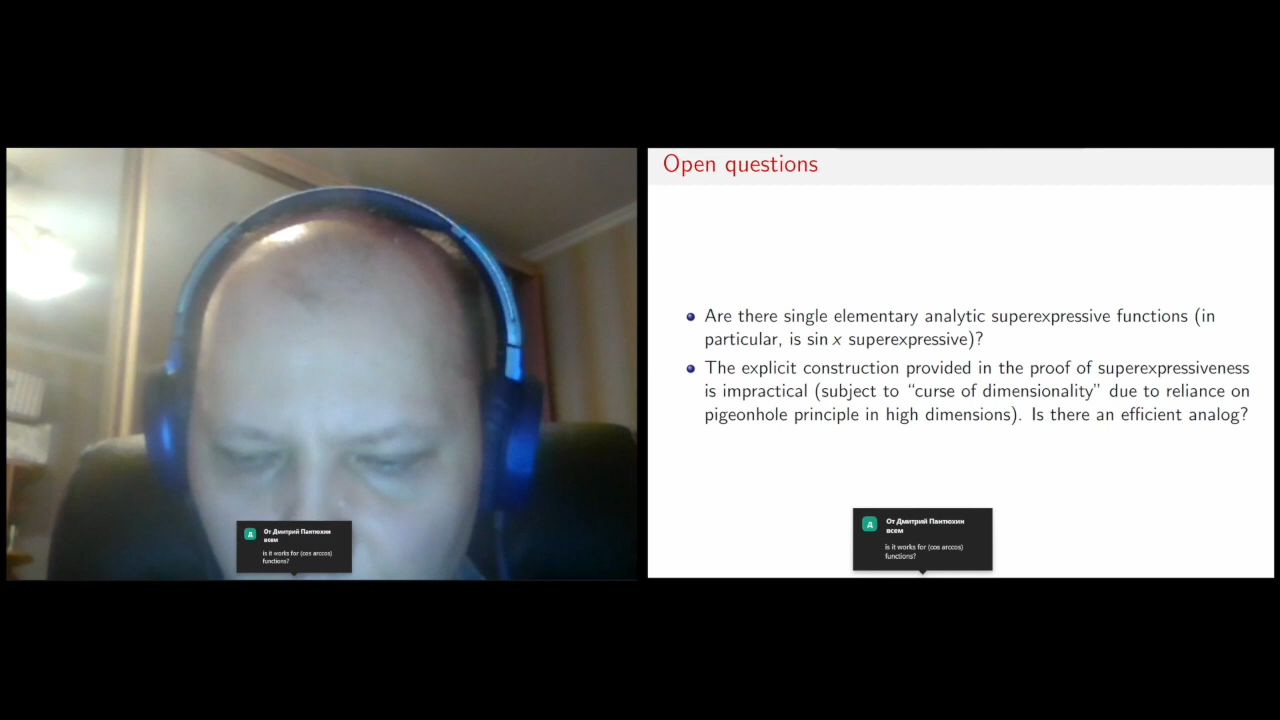 Open questions
Are there single elementary analytic superexpressive functions (in
particular, is sin x superexpressive)?
The explicit construction provided in the proof of superexpressiveness
is impractical (subject to “curse of dimensionality” due to reliance on
pigeonhole principle in high dimensions). Is there an efficient analog?
Д
От Дмитрий Пантюхин
всем
is it works for (cos arccos)
functions?
Д
От Дмитрий Пантюхин
всем
is it works for (cos arccos)
functions?